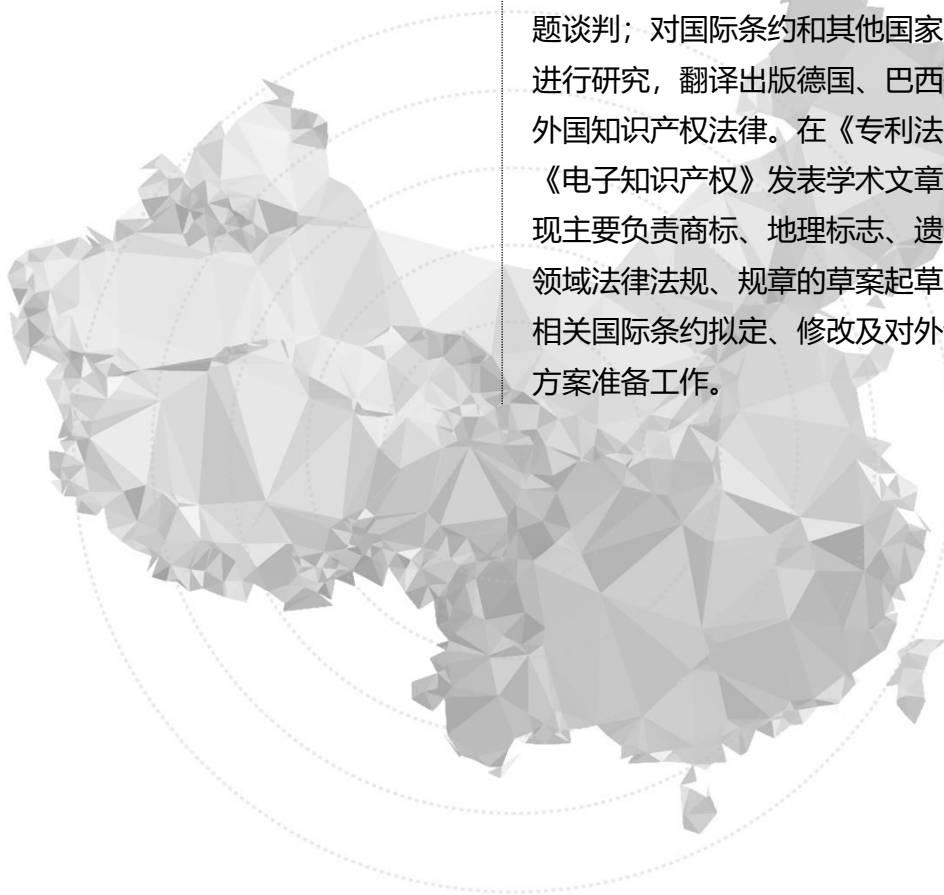 题谈判；对国际条约和其他国家
进行研究，翻译出版德国、巴西
外国知识产权法律。在《专利法
《电子知识产权》发表学术文章
现主要负责商标、地理标志、遗
领域法律法规、规章的草案起草
相关国际条约拟定、修改及对外
方案准备工作。